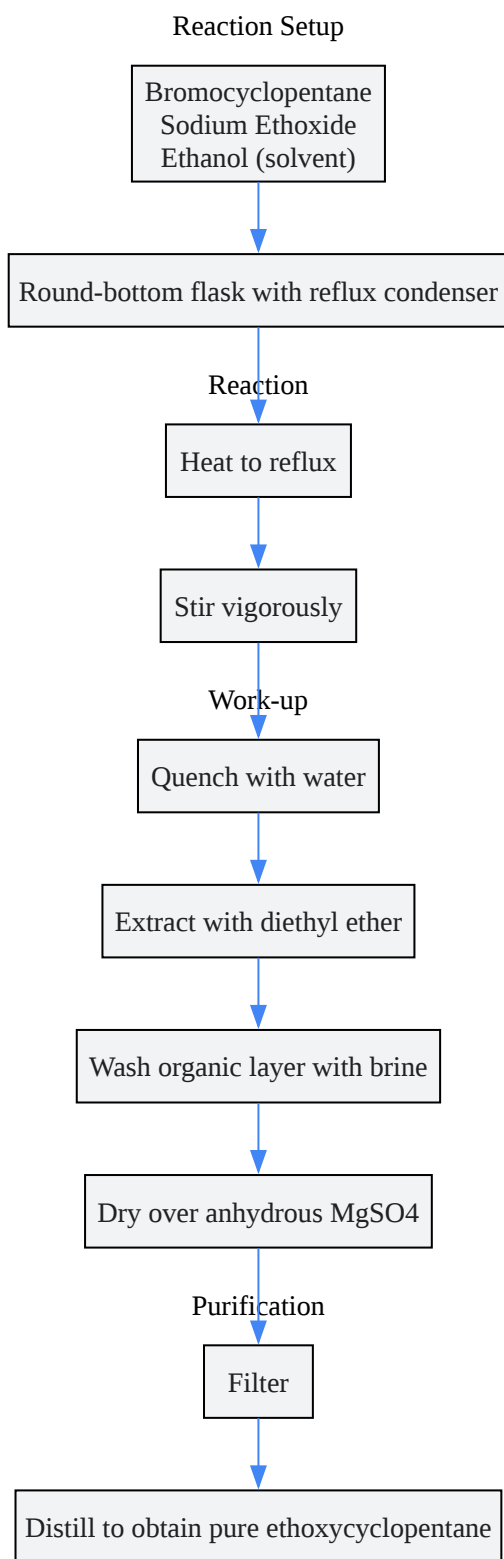 Reaction Setup
Bromocyclopentane
Sodium Ethoxide
Ethanol (solvent)
Round-bottom flask with reflux condenser
Reaction
Heat to reflux
Stir vigorously
Work-up
Quench with water
Extract with diethyl ether
Wash organic layer with brine
Dry over anhydrous MgSO4
Purification
Filter
Distill to obtain pure ethoxycyclopentane